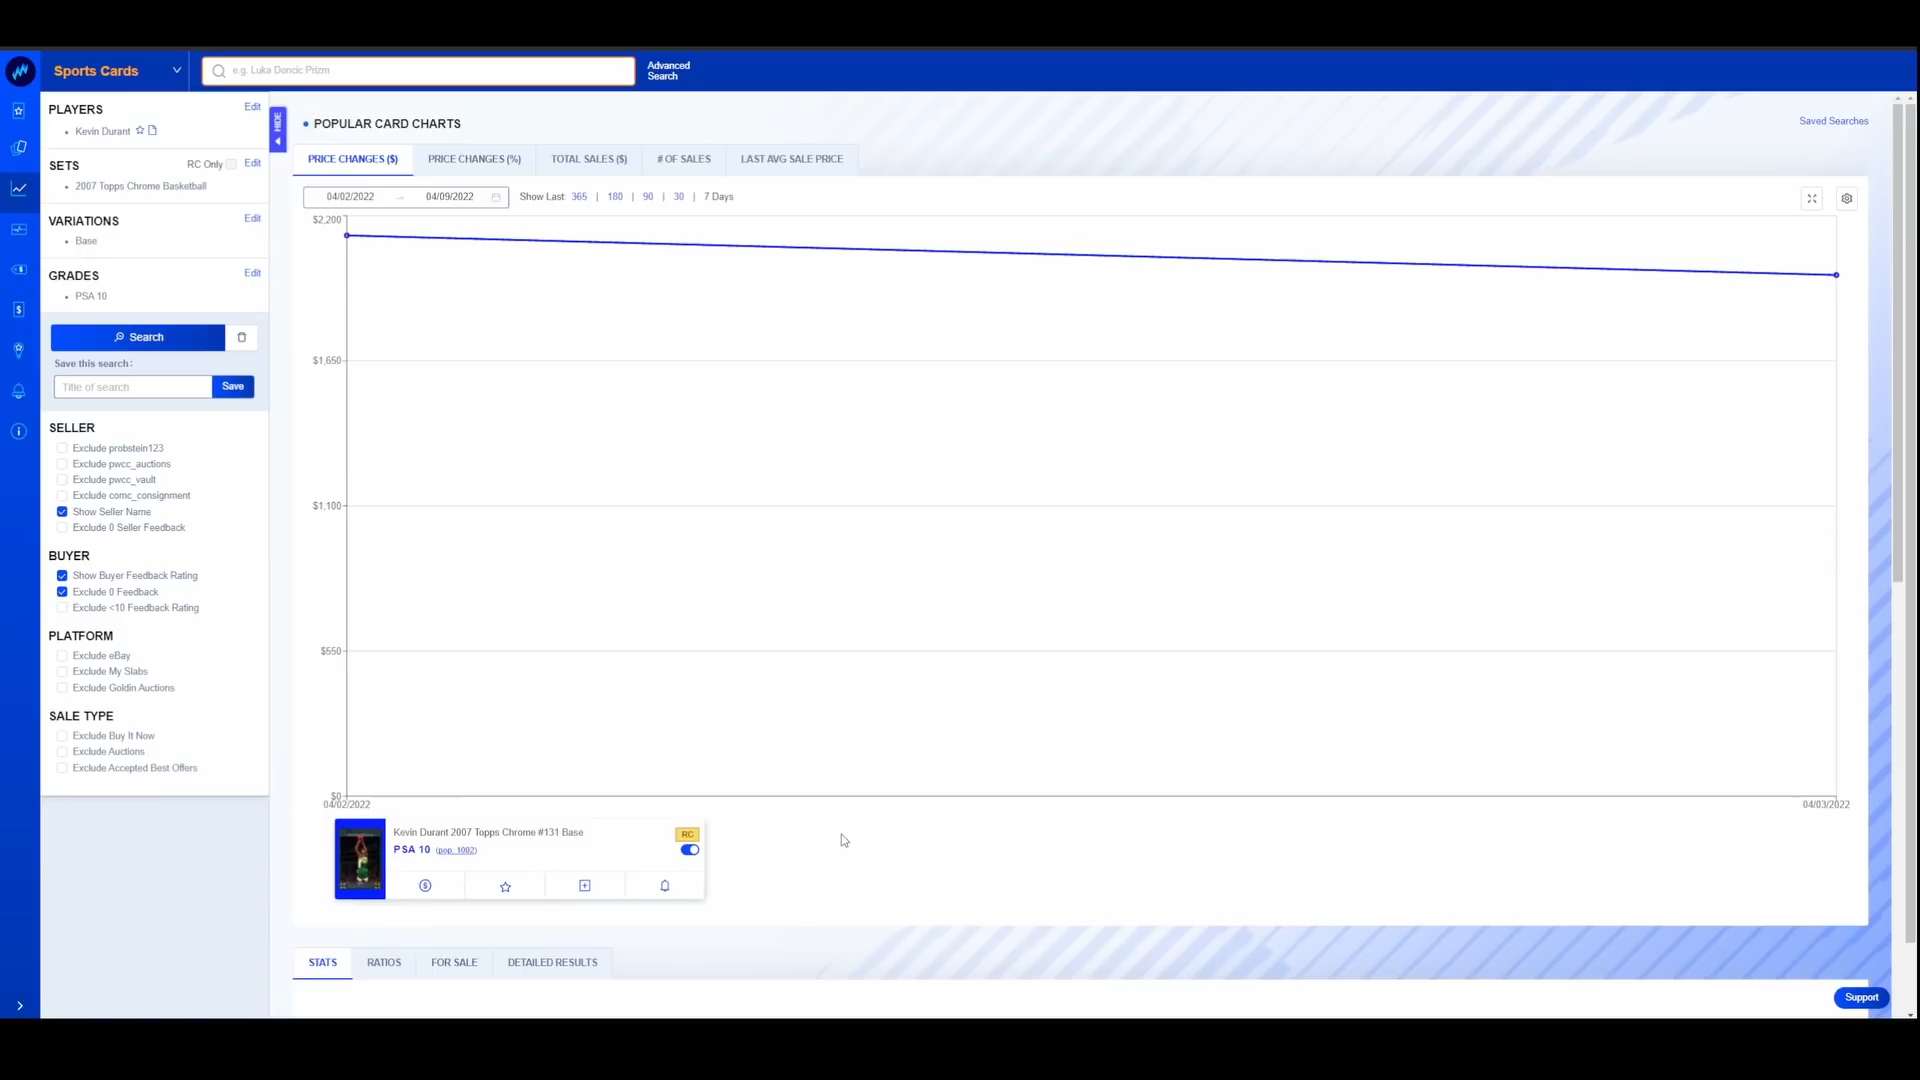 Sports Cards
e.g. Luka Doncic Prizm
Advanced
Search
PLAYERS
Edit
Kevin Durant
SETS
RC Only
Edit
2007 Topps Chrome Basketball
VARIATIONS
Edit
Base
GRADES
Edit
PSA 10
Search
Save this search:
Title of search
Save
SELLER
Exclude probstein123
Exclude pwcc_auctions
Exclude pwcc_vault
Exclude comc_consignment
Show Seller Name
Exclude 0 Seller Feedback
BUYER
Show Buyer Feedback Rating
Exclude 0 Feedback
Exclude <10 Feedback Rating
PLATFORM
Exclude eBay
Exclude My Slabs
Exclude Goldin Auctions
SALE TYPE
Exclude Buy It Now
Exclude Auctions
Exclude Accepted Best Offers
HIDE
POPULAR CARD CHARTS
Saved Searches
PRICE CHANGES ($)
PRICE CHANGES (%)
TOTAL SALES ($)
# OF SALES
LAST AVG SALE PRICE
04/02/2022
04/09/2022
Show Last: 365 | 180 | 90 | 30 | 7 Days
$2,200
$1,650
$1,100
$550
$0
04/02/2022
04/03/2022
Kevin Durant 2007 Topps Chrome #131 Base
RC
PSA 10 (pop. 1002)
STATS
RATIOS
FOR SALE
DETAILED RESULTS
Support